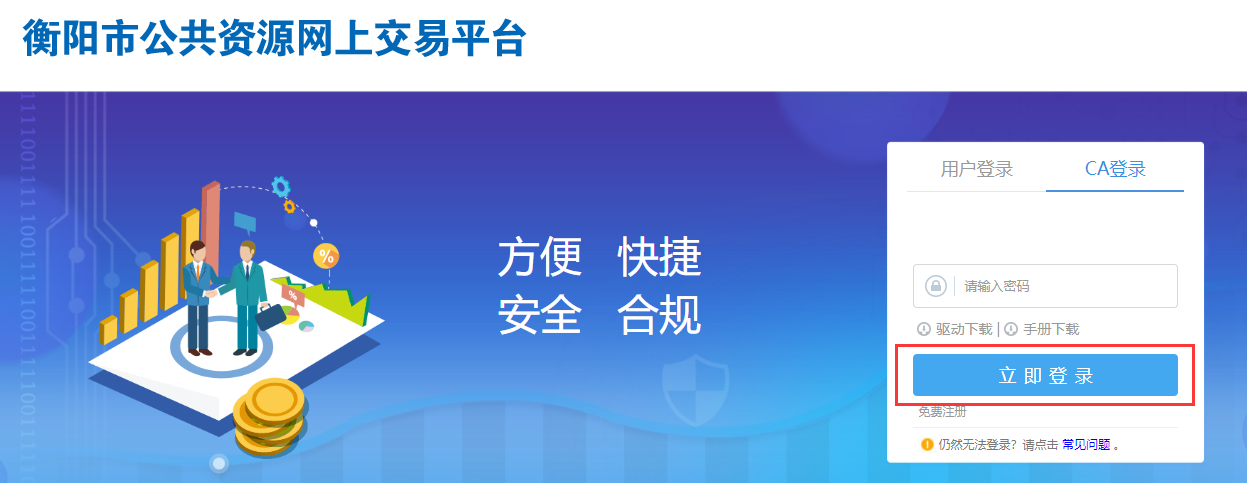 衡阳市公共资源网上交易平台
用户登录 CA登录
方便 快捷
安全 合规
%
%
请输入密码
驱动下载 | 手册下载
立即登录
免费注册
仍然无法登录？请点击 常见问题 。